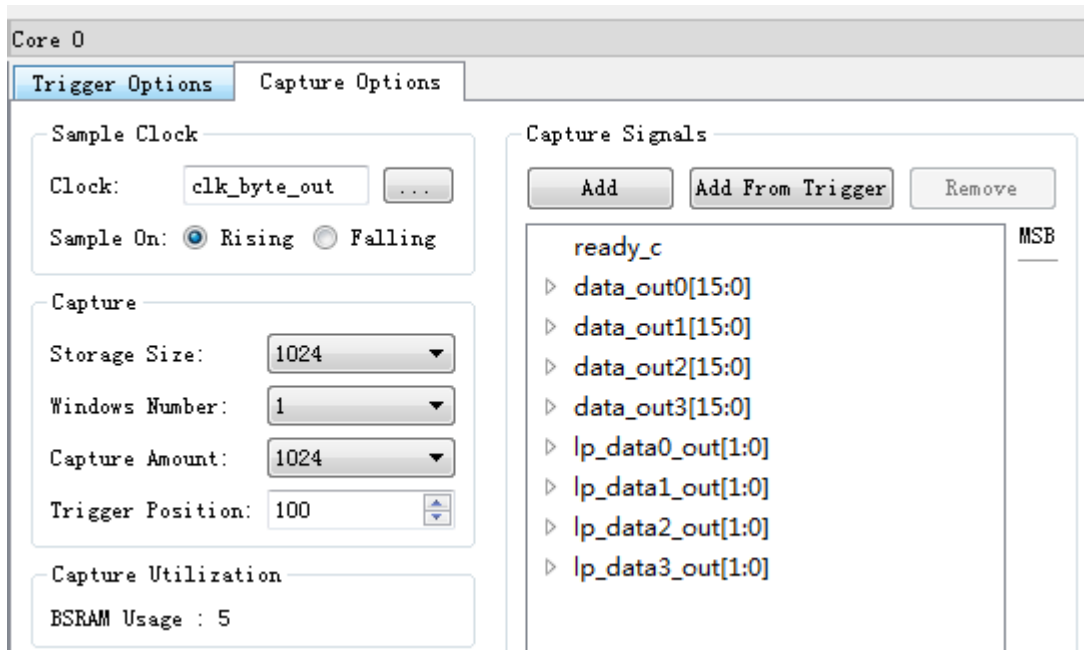 Core 0
Trigger Options
Capture Options
Sample Clock
Clock: clk_byte_out ...
Sample On: Rising Falling
Capture
Storage Size: 1024
Windows Number: 1
Capture Amount: 1024
Trigger Position: 100
Capture Utilization
BSRAM Usage : 5
Capture Signals
Add Add From Trigger Remove
MSB
ready_c
data_out0[15:0]
data_out1[15:0]
data_out2[15:0]
data_out3[15:0]
lp_data0_out[1:0]
lp_data1_out[1:0]
lp_data2_out[1:0]
lp_data3_out[1:0]